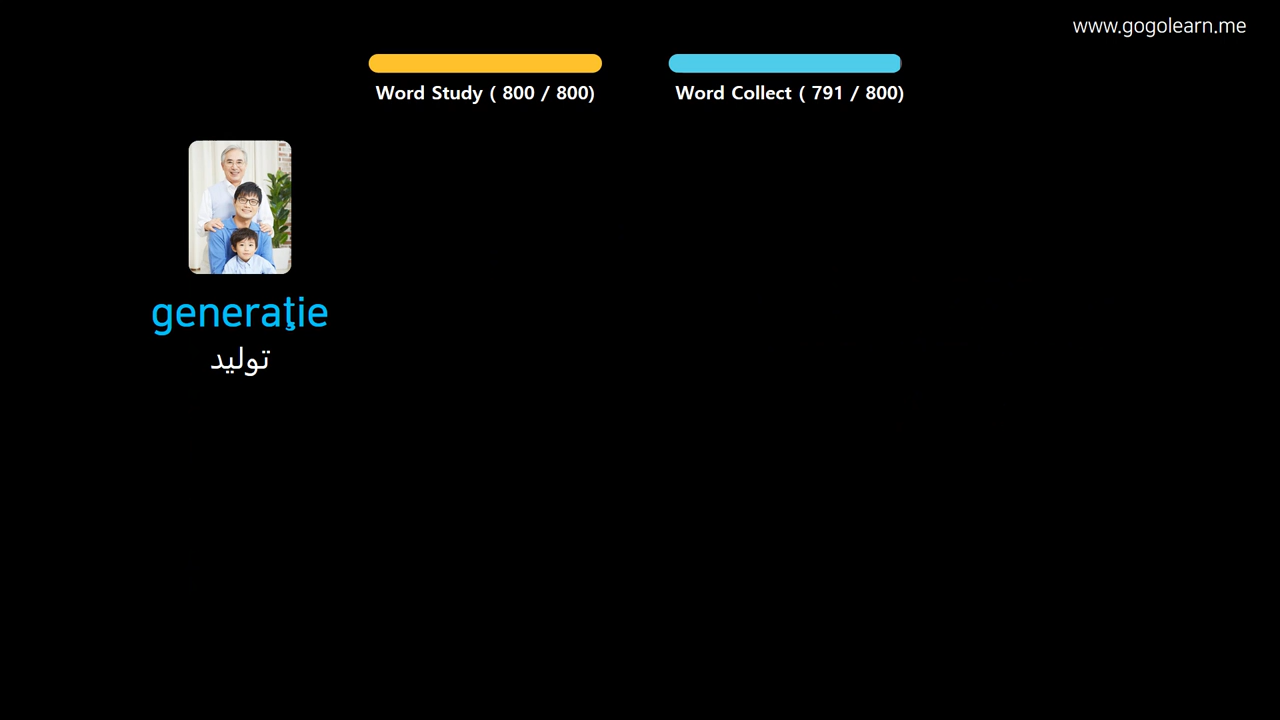 www.gogolearn.me
Word Study ( 800 / 800)
Word Collect ( 791 / 800)
generaţie
تولید